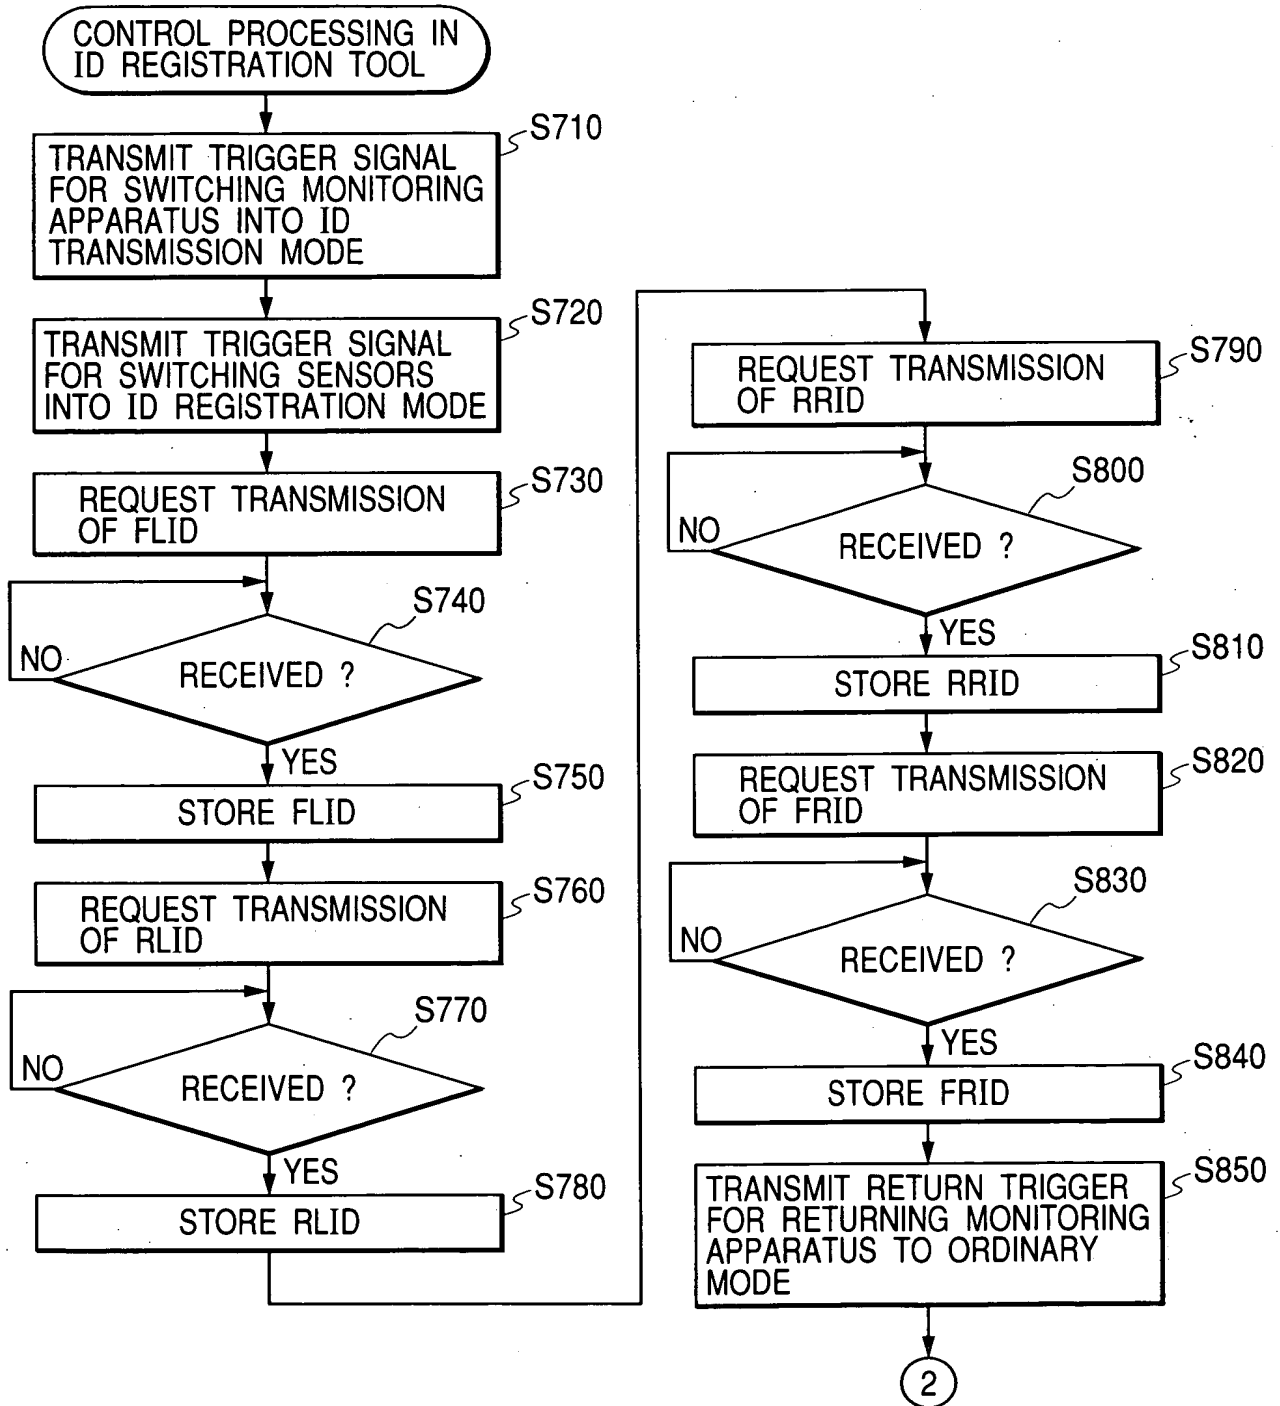 CONTROL PROCESSING IN
ID REGISTRATION TOOL
S710
TRANSMIT TRIGGER SIGNAL
FOR SWITCHING MONITORING
APPARATUS INTO ID
TRANSMISSION MODE
S720
TRANSMIT TRIGGER SIGNAL
FOR SWITCHING SENSORS
INTO ID REGISTRATION MODE
S730
REQUEST TRANSMISSION
OF FLID
S740
NO
RECEIVED ?
YES
S750
STORE FLID
S760
REQUEST TRANSMISSION
OF RLID
S770
NO
RECEIVED ?
YES
S780
STORE RLID
S790
REQUEST TRANSMISSION
OF RRID
S800
NO
RECEIVED ?
YES
S810
STORE RRID
S820
REQUEST TRANSMISSION
OF FRID
S830
NO
RECEIVED ?
YES
S840
STORE FRID
S850
TRANSMIT RETURN TRIGGER
FOR RETURNING MONITORING
APPARATUS TO ORDINARY
MODE
2